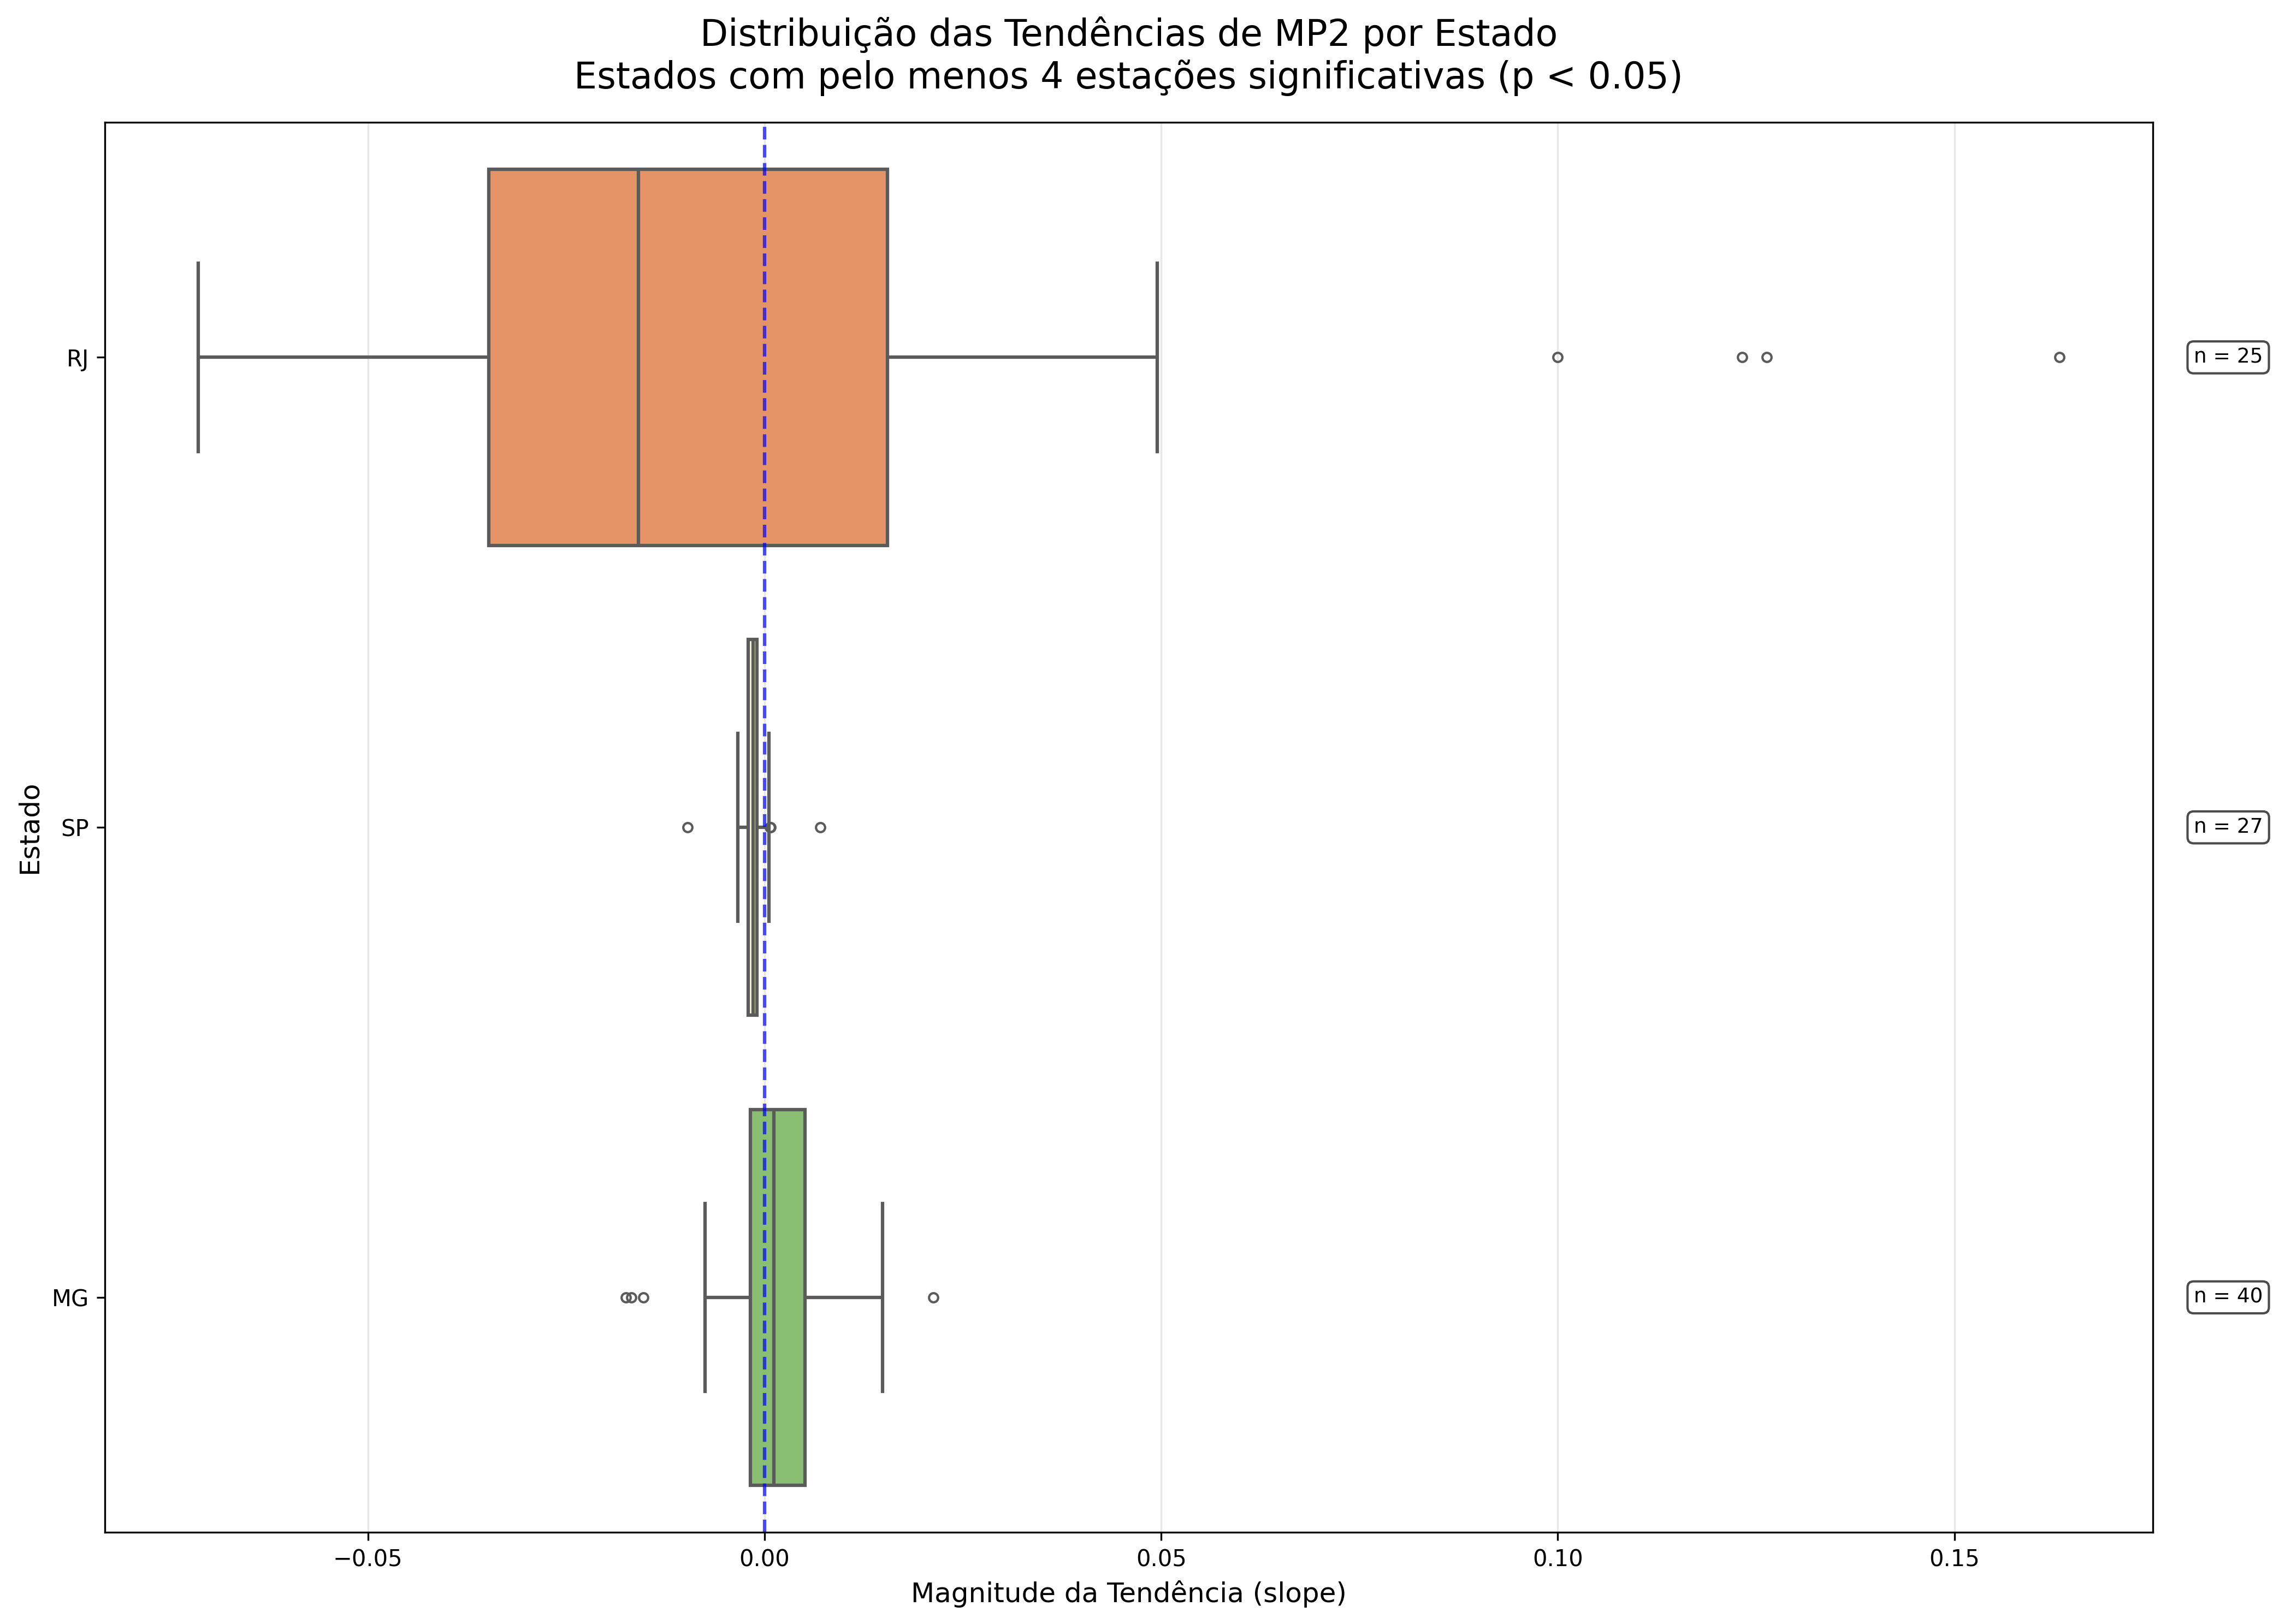 Distribuição das Tendências de MP2 por Estado
Estados com pelo menos 4 estações significativas (p < 0.05)
Estado
RJ
n = 25
SP
n = 27
MG
n = 40
−0.05
0.00
0.05
0.10
0.15
Magnitude da Tendência (slope)